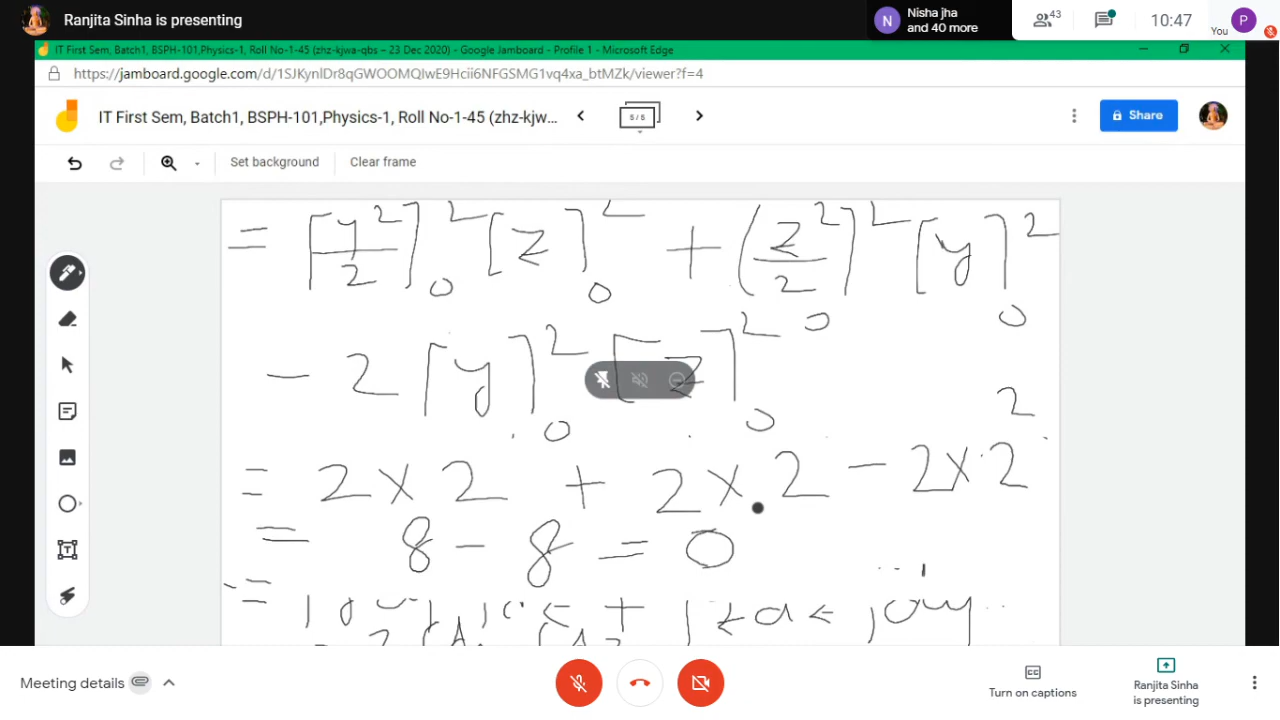 Ranjita Sinha is presenting
N
Nisha jha
and 40 more
43
10:47
P
You
IT First Sem, Batch1, BSPH-101,Physics-1, Roll No-1-45 (zhz-kjwa-qbs – 23 Dec 2020) - Google Jamboard - Profile 1 - Microsoft Edge
https://jamboard.google.com/d/1SJKynlDr8qGWOOMQIwE9Hcii6NFGSMG1vq4xa_btMZk/viewer?f=4
IT First Sem, Batch1, BSPH-101,Physics-1, Roll No-1-45 (zhz-kjw...
5 / 5
Share
Set background
Clear frame
= [y²/2]₀² [z]₀² + (z²/2)₀² [y]₀²
- 2 [y]₀² [z]₀²
= 2 × 2 + 2 × 2 - 2 × 2²
= 8 - 8 = 0
Meeting details
Turn on captions
Ranjita Sinha
is presenting